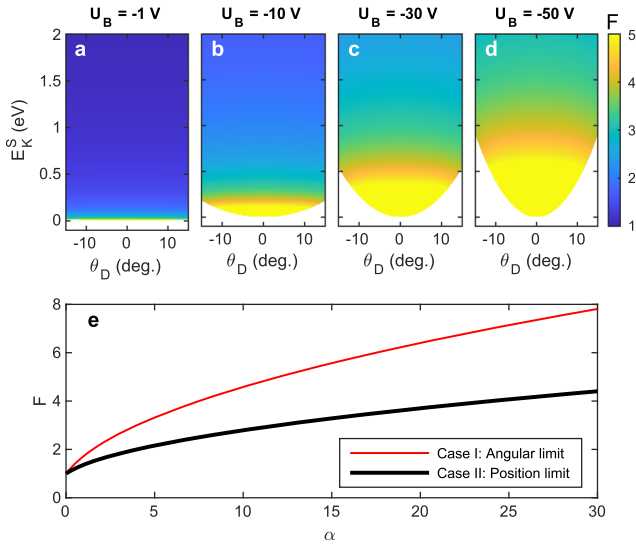 U_B = -1 V U_B = -10 V U_B = -30 V U_B = -50 V F
a b c d
2 1.5 1 0.5 0
E_K^S (eV)
5 4 3 2 1
-10 0 10 -10 0 10 -10 0 10 -10 0 10
θ_D (deg.) θ_D (deg.) θ_D (deg.) θ_D (deg.)
e
8 6 4 2 0
F
Case I: Angular limit
Case II: Position limit
0 5 10 15 20 25 30
α